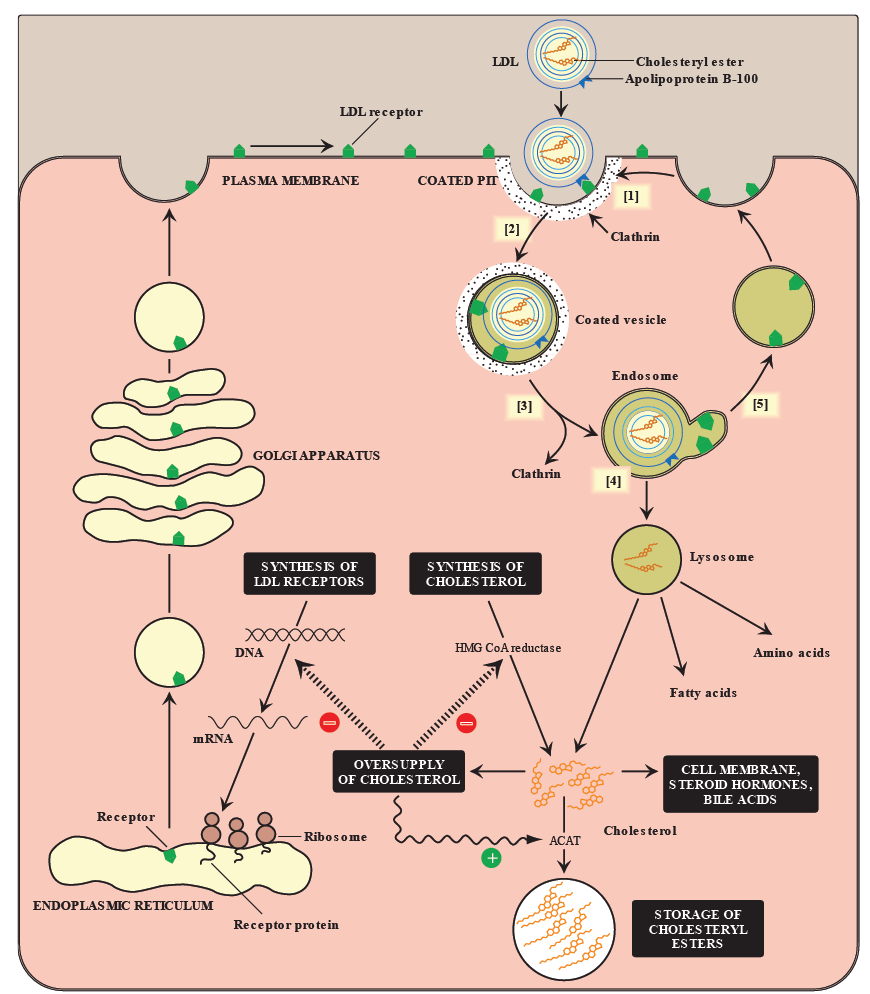 LDL
Cholesteryl ester
Apolipoprotein B-100
LDL receptor
PLASMA MEMBRANE
COATED PIT
[1]
[2]
Clathrin
Coated vesicle
Endosome
[3]
[5]
GOLGI APPARATUS
Clathrin
[4]
Lysosome
SYNTHESIS OF
LDL RECEPTORS
SYNTHESIS OF
CHOLESTEROL
DNA
HMG CoA reductase
Amino acids
Fatty acids
mRNA
–
–
OVERSUPPLY
OF CHOLESTEROL
CELL MEMBRANE,
STEROID HORMONES,
BILE ACIDS
Receptor
Ribosome
Cholesterol
ACAT
+
ENDOPLASMIC RETICULUM
Receptor protein
STORAGE OF
CHOLESTERYL
ESTERS